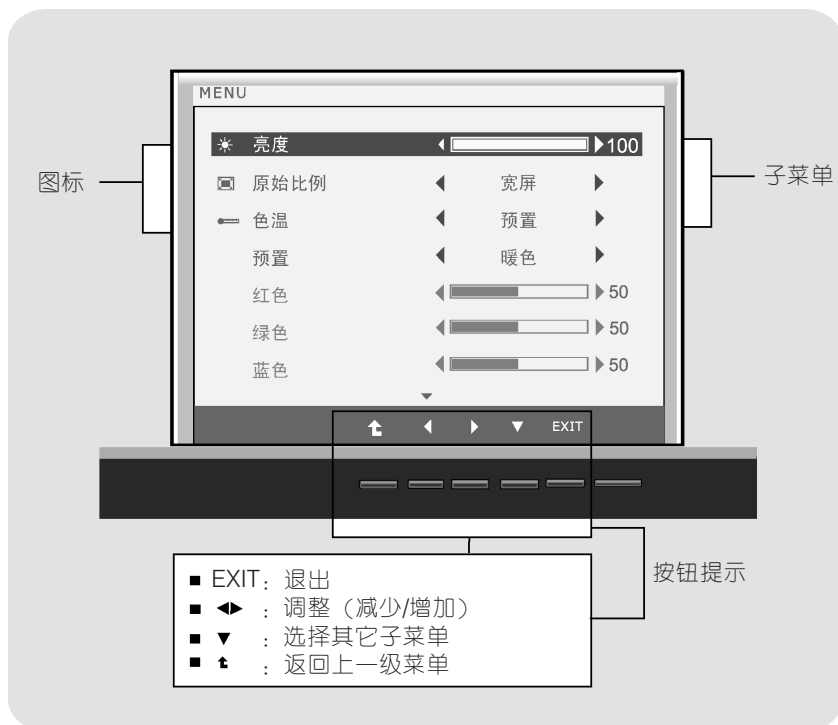 MENU
亮度 100
图标
子菜单
原始比例 宽屏
色温 预置
预置 暖色
红色 50
绿色 50
蓝色 50
EXIT
按钮提示
■ EXIT：退出
■ ◀▶ ：调整（减少/增加）
■ ▼ ：选择其它子菜单
■ ⮤ ：返回上一级菜单